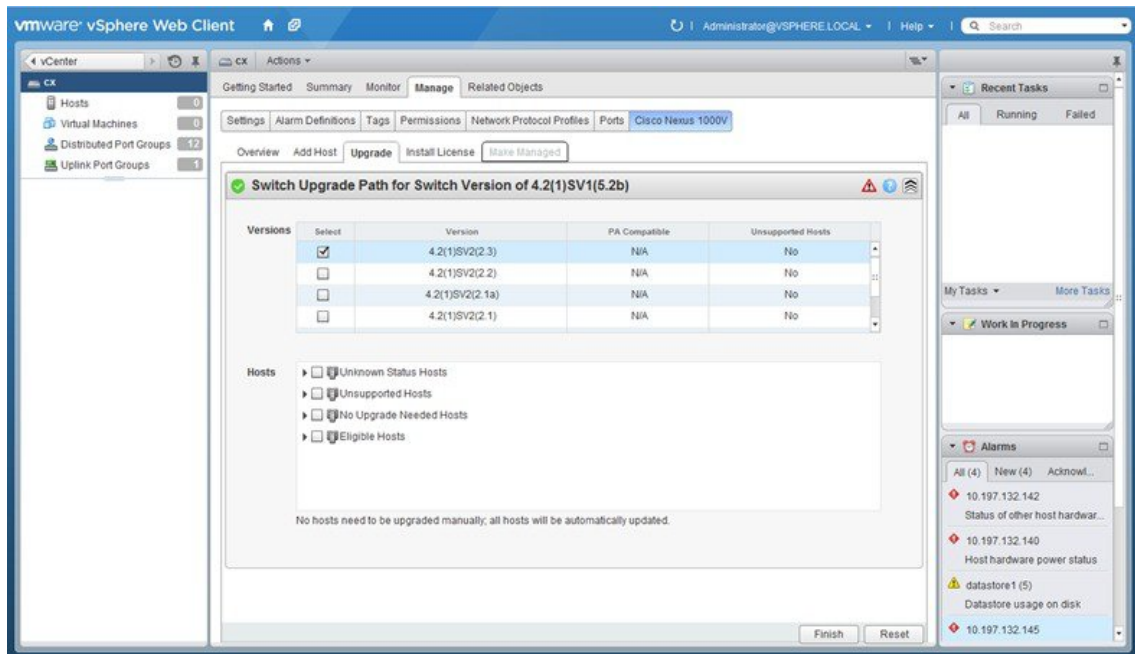 vmware vSphere Web Client
Administrator@VSPHERE.LOCAL
Help
Search
vCenter
cx
Hosts 0
Virtual Machines 0
Distributed Port Groups 12
Uplink Port Groups 1
cx Actions
Getting Started Summary Monitor Manage Related Objects
Settings Alarm Definitions Tags Permissions Network Protocol Profiles Ports Cisco Nexus 1000V
Overview Add Host Upgrade Install License Make Managed
Switch Upgrade Path for Switch Version of 4.2(1)SV1(5.2b)
Versions Select Version PA Compatible Unsupported Hosts
4.2(1)SV2(2.3) N/A No
4.2(1)SV2(2.2) N/A No
4.2(1)SV2(2.1a) N/A No
4.2(1)SV2(2.1) N/A No
Hosts
Unknown Status Hosts
Unsupported Hosts
No Upgrade Needed Hosts
Eligible Hosts
No hosts need to be upgraded manually; all hosts will be automatically updated.
Finish Reset
Recent Tasks
All Running Failed
My Tasks More Tasks
Work In Progress
Alarms
All (4) New (4) Acknowl...
10.197.132.142
Status of other host hardwar...
10.197.132.140
Host hardware power status
datastore1 (5)
Datastore usage on disk
10.197.132.145